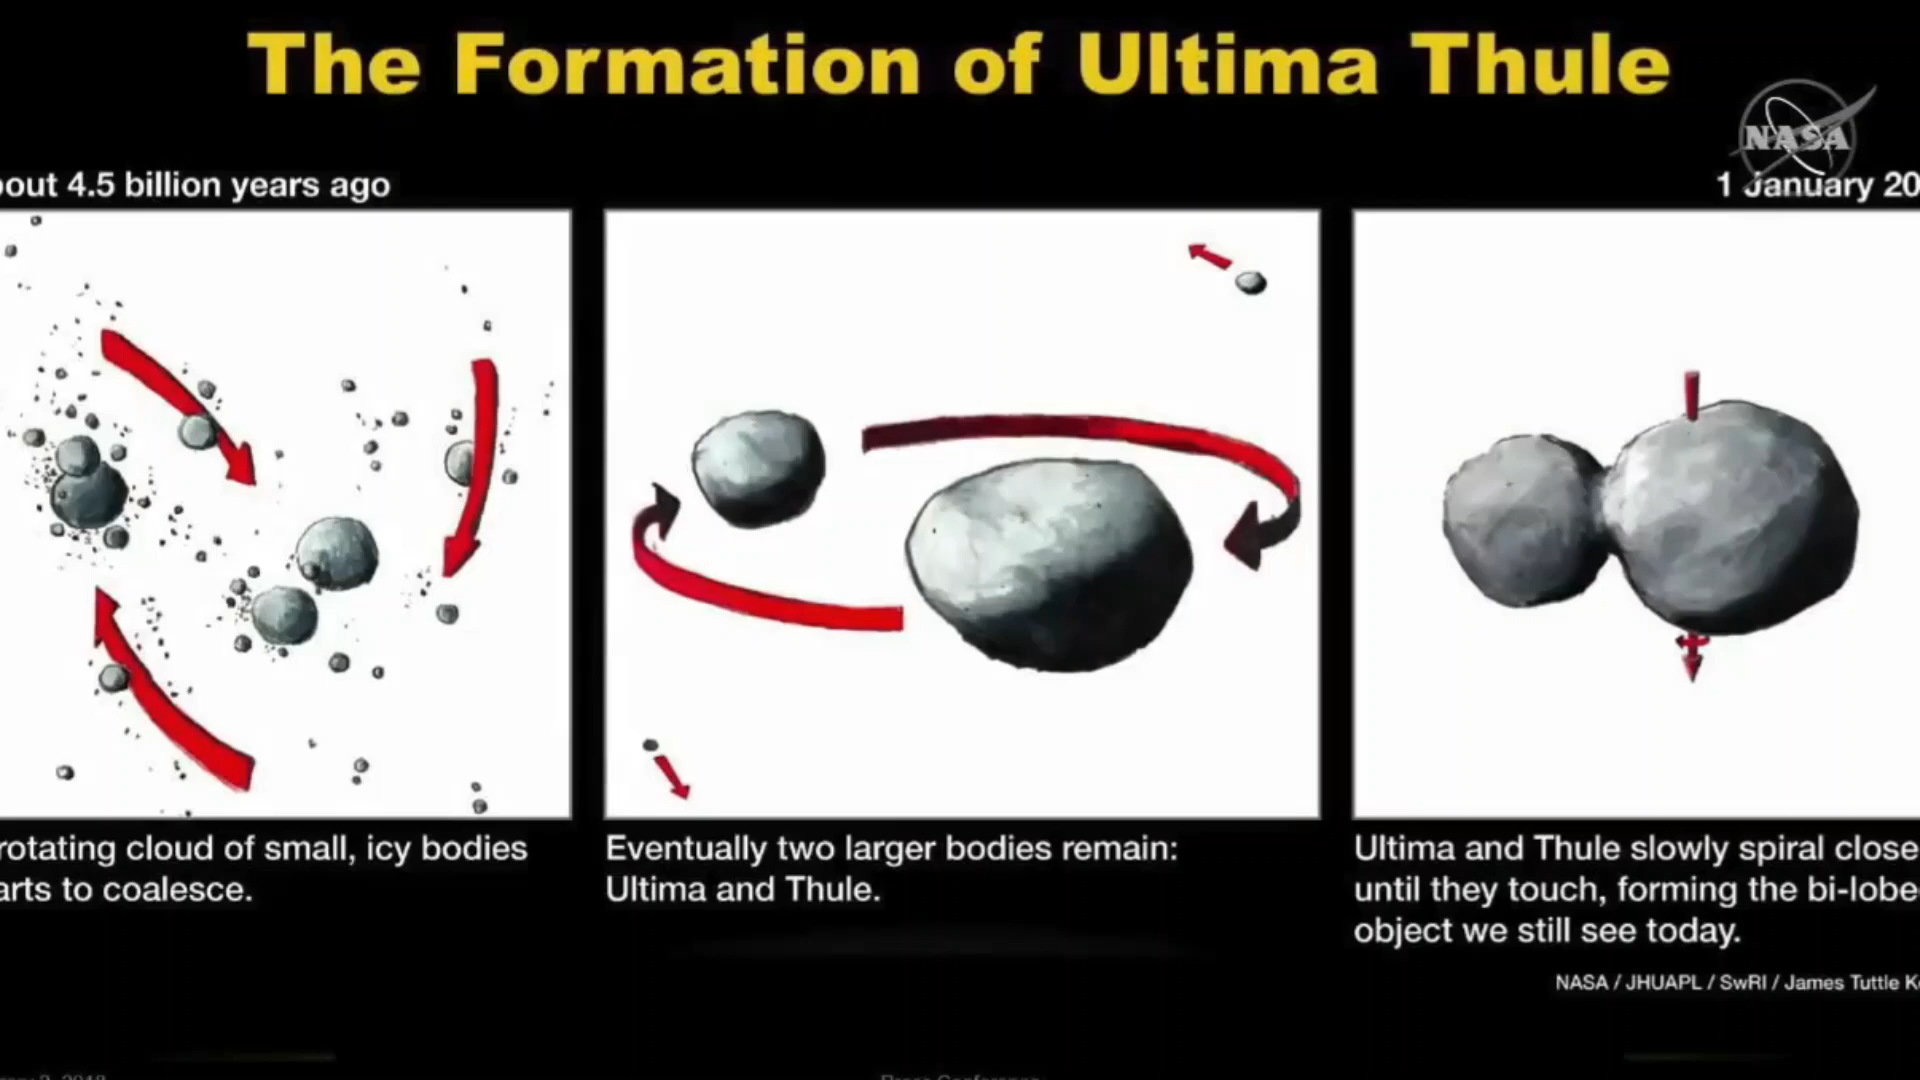 The Formation of Ultima Thule
NASA
bout 4.5 billion years ago
1 January 20
rotating cloud of small, icy bodies
arts to coalesce.
Eventually two larger bodies remain:
Ultima and Thule.
Ultima and Thule slowly spiral close
until they touch, forming the bi-lobe
object we still see today.
NASA / JHUAPL / SwRI / James Tuttle K